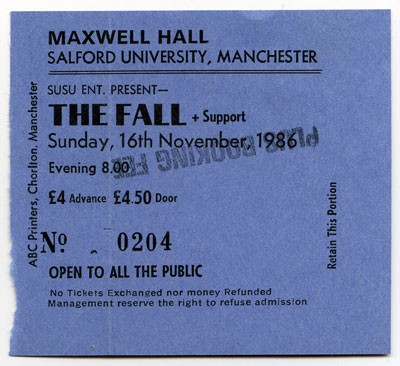 MAXWELL HALL
SALFORD UNIVERSITY, MANCHESTER
SUSU ENT. PRESENT—
THE FALL + Support
Sunday, 16th November, 1986
PLUS BOOKING FEE
Evening 8.00
£4 Advance £4.50 Door
No 0204
OPEN TO ALL THE PUBLIC
No Tickets Exchanged nor money Refunded
Management reserve the right to refuse admission
ABC Printers, Chorlton, Manchester
Retain This Portion